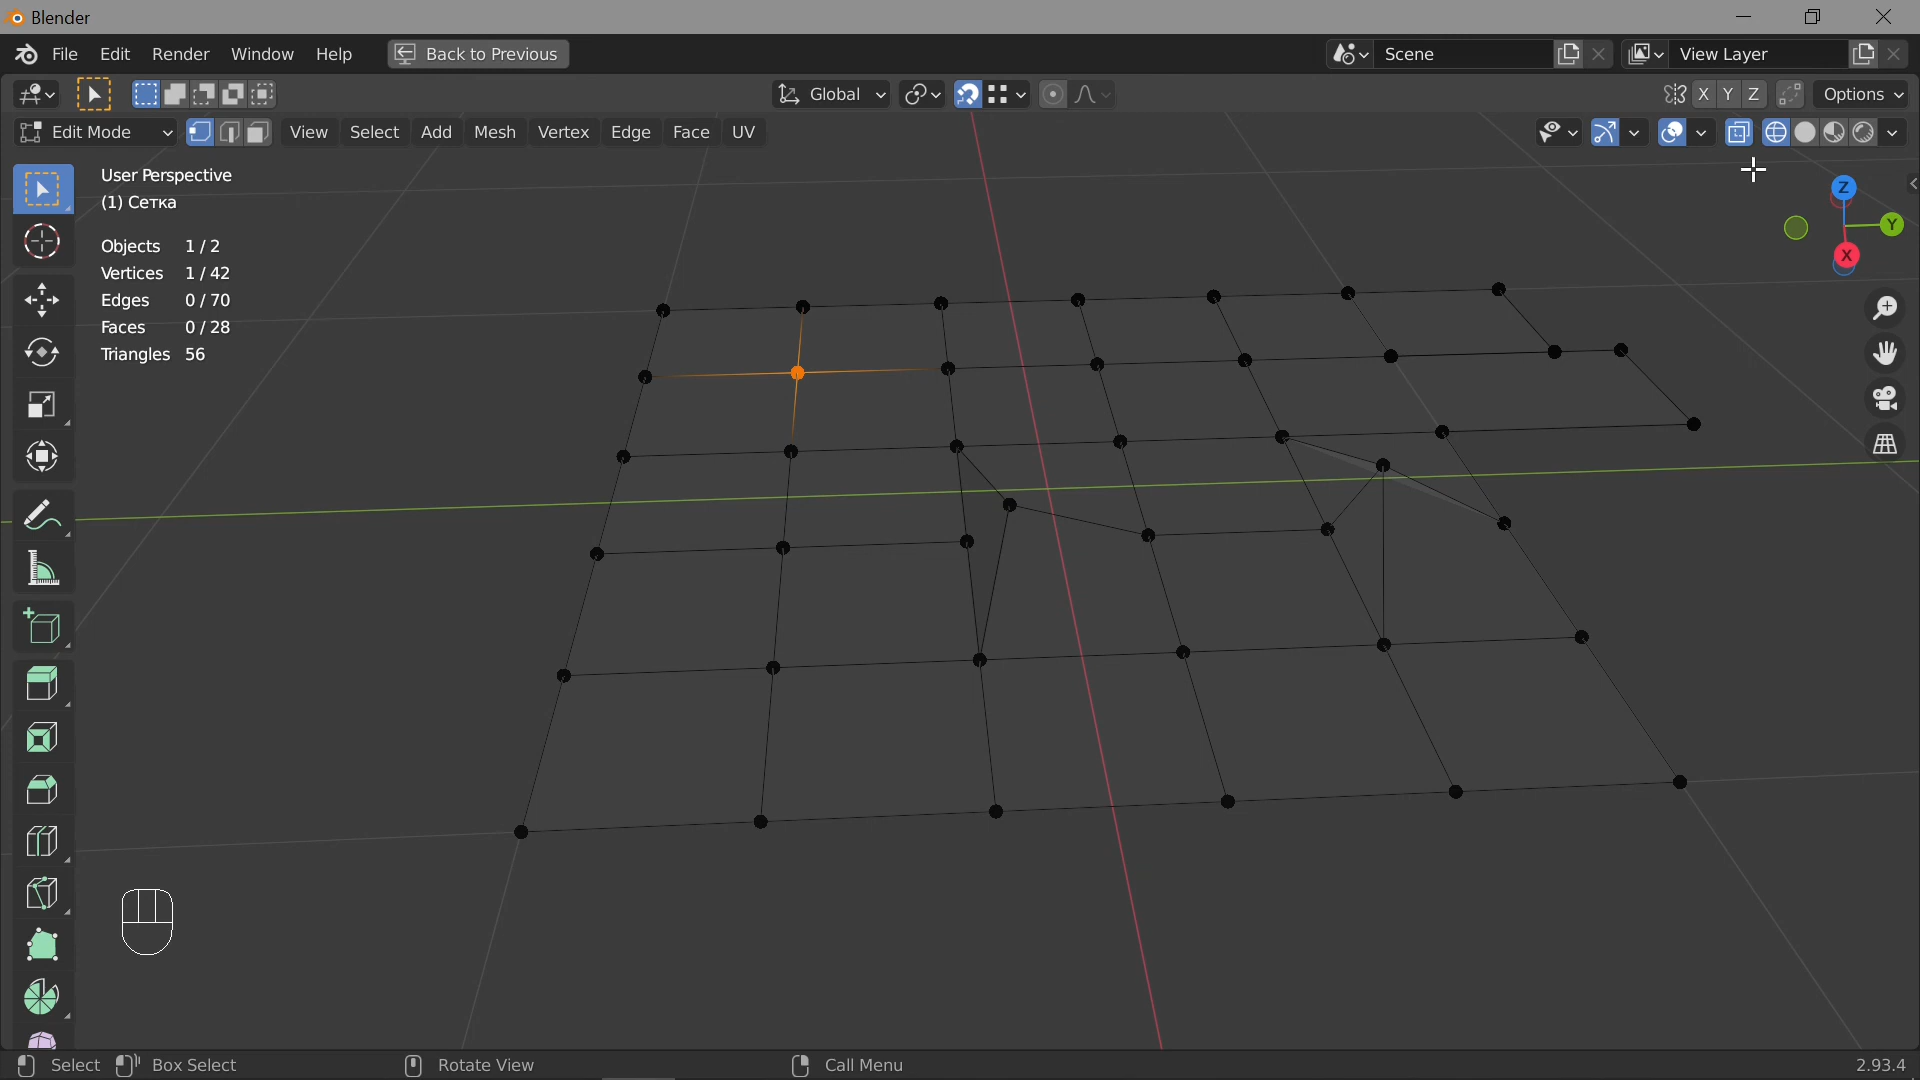 Blender
File Edit Render Window Help Back to Previous Scene View Layer
Global X Y Z Options
Edit Mode View Select Add Mesh Vertex Edge Face UV
User Perspective
(1) Сетка
Objects 1 / 2
Vertices 1 / 42
Edges 0 / 70
Faces 0 / 28
Triangles 56
Z
Y
X
Select Box Select Rotate View Call Menu 2.93.4